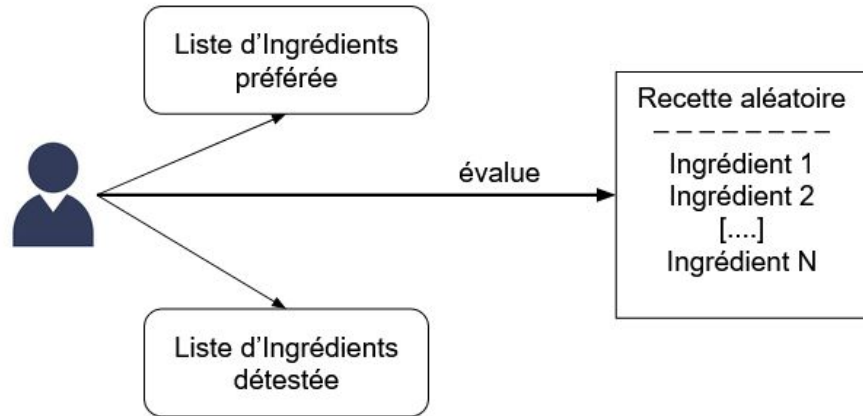 Liste d'Ingrédients
préférée
Recette aléatoire
– – – – – – – –
Ingrédient 1
Ingrédient 2
[....]
Ingrédient N
évalue
Liste d'Ingrédients
détestée